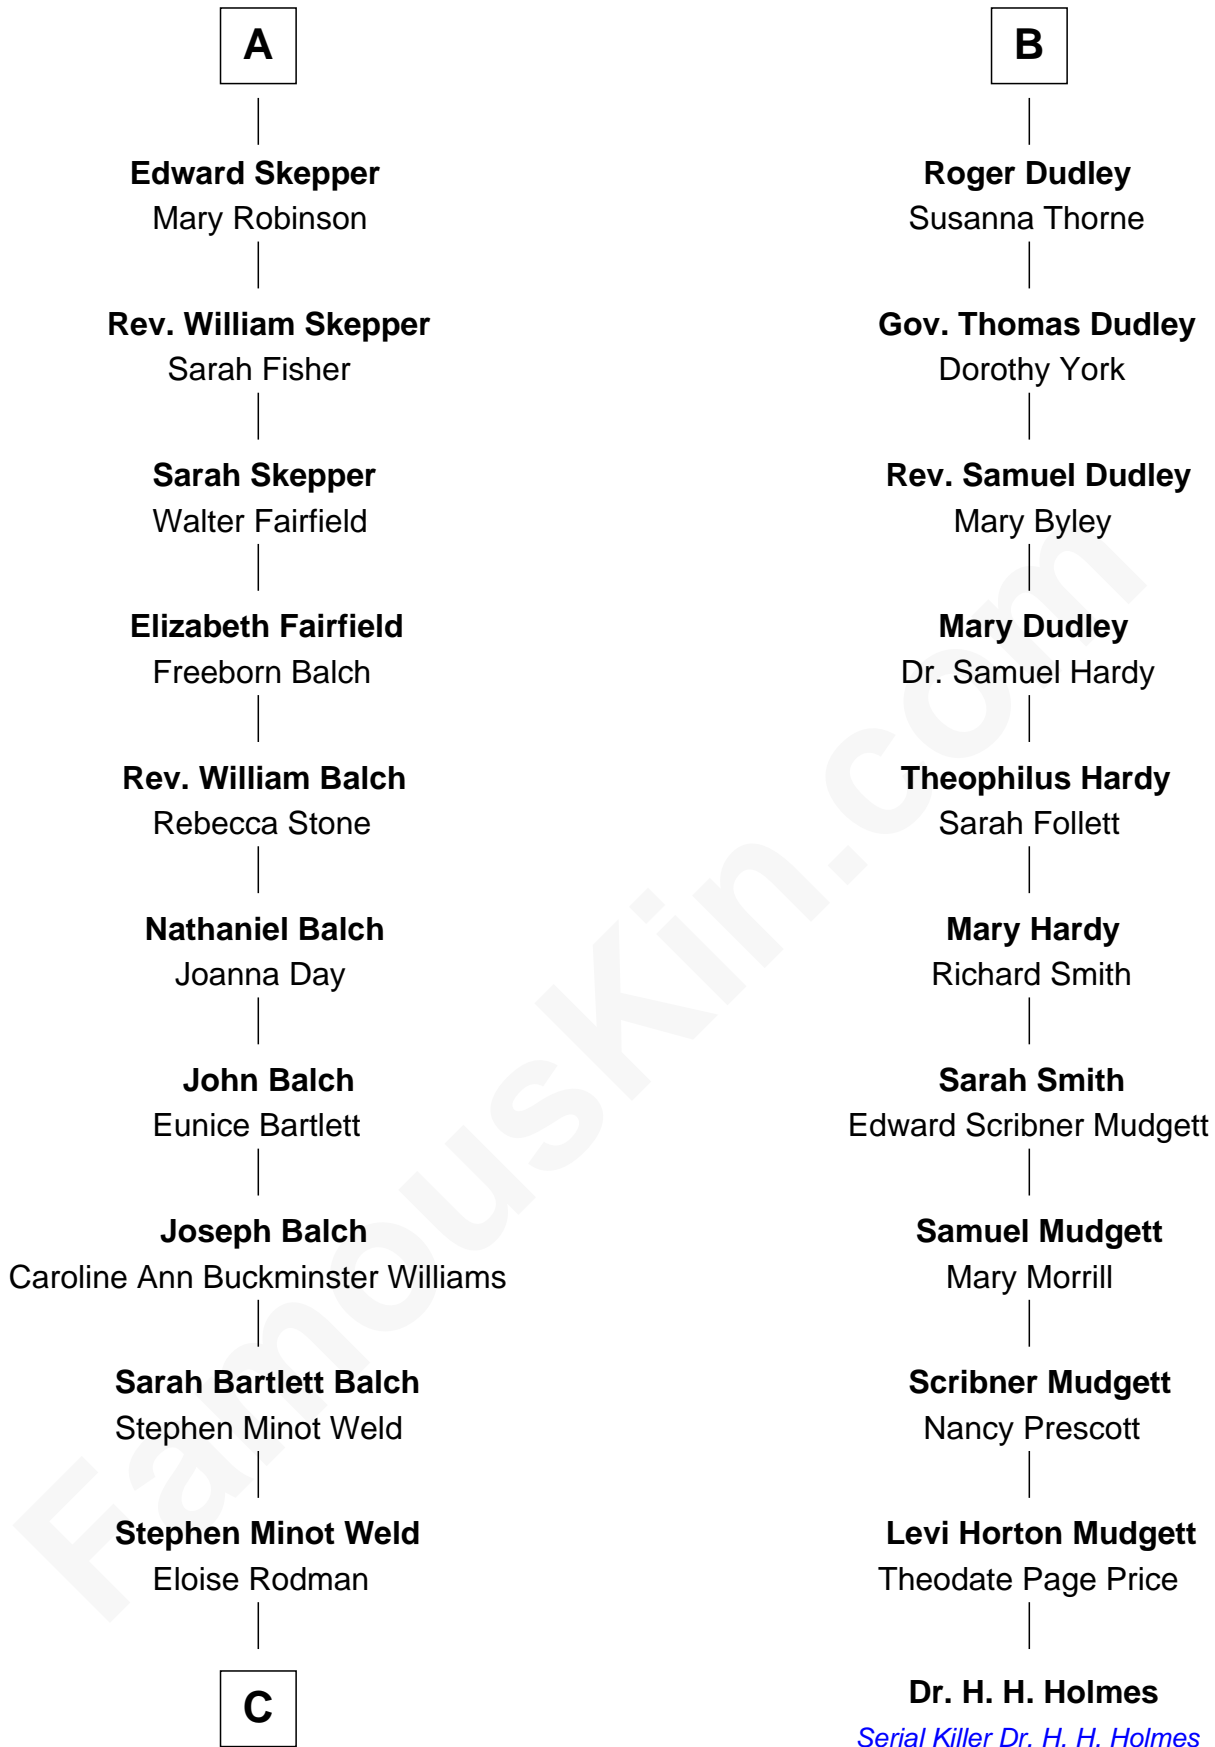 A
Edward Skepper
Mary Robinson
Rev. William Skepper
Sarah Fisher
Sarah Skepper
Walter Fairfield
Elizabeth Fairfield
Freeborn Balch
Rev. William Balch
Rebecca Stone
Nathaniel Balch
Joanna Day
John Balch
Eunice Bartlett
Joseph Balch
Caroline Ann Buckminster Williams
Sarah Bartlett Balch
Stephen Minot Weld
Stephen Minot Weld
Eloise Rodman
C
B
Roger Dudley
Susanna Thorne
Gov. Thomas Dudley
Dorothy York
Rev. Samuel Dudley
Mary Byley
Mary Dudley
Dr. Samuel Hardy
Theophilus Hardy
Sarah Follett
Mary Hardy
Richard Smith
Sarah Smith
Edward Scribner Mudgett
Samuel Mudgett
Mary Morrill
Scribner Mudgett
Nancy Prescott
Levi Horton Mudgett
Theodate Page Price
Dr. H. H. Holmes
Serial Killer Dr. H. H. Holmes
FamousKin.com